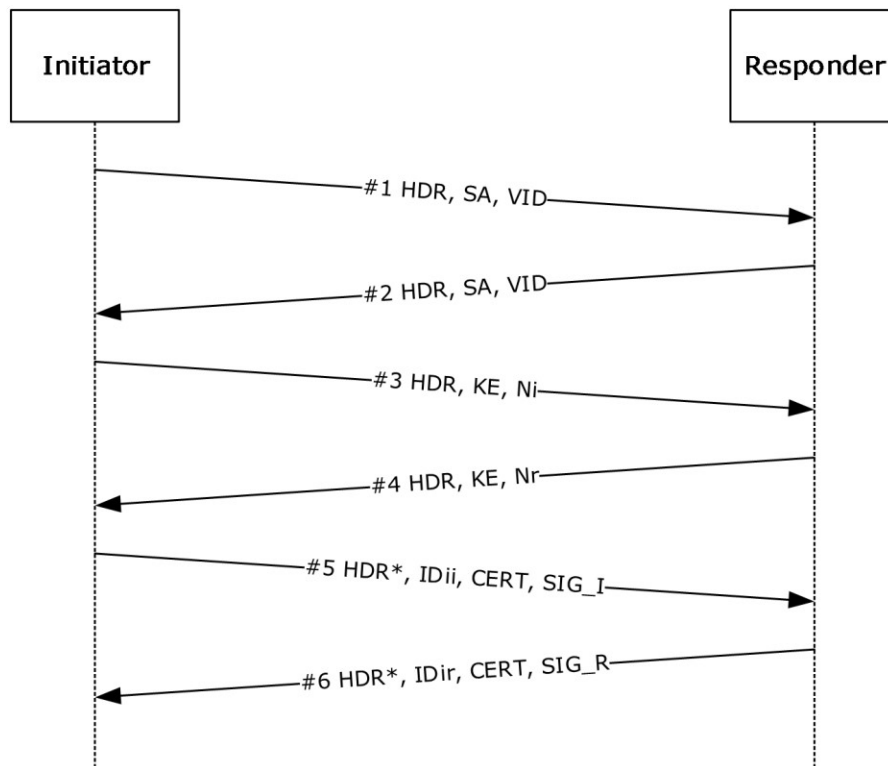 Initiator
Responder
#1 HDR, SA, VID
#2 HDR, SA, VID
#3 HDR, KE, Ni
#4 HDR, KE, Nr
#5 HDR*, IDii, CERT, SIG_I
#6 HDR*, IDir, CERT, SIG_R